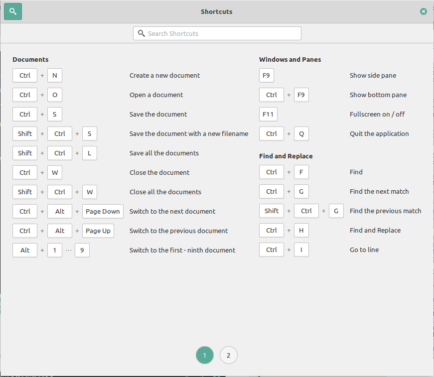 Shortcuts
Search Shortcuts
Documents
Ctrl + N Create a new document
Ctrl + O Open a document
Ctrl + S Save the document
Shift + Ctrl + S Save the document with a new filename
Shift + Ctrl + L Save all the documents
Ctrl + W Close the document
Shift + Ctrl + W Close all the documents
Ctrl + Alt + Page Down Switch to the next document
Ctrl + Alt + Page Up Switch to the previous document
Alt + 1 ··· 9 Switch to the first - ninth document
Windows and Panes
F9 Show side pane
Ctrl + F9 Show bottom pane
F11 Fullscreen on / off
Ctrl + Q Quit the application
Find and Replace
Ctrl + F Find
Ctrl + G Find the next match
Shift + Ctrl + G Find the previous match
Ctrl + H Find and Replace
Ctrl + I Go to line
1 2